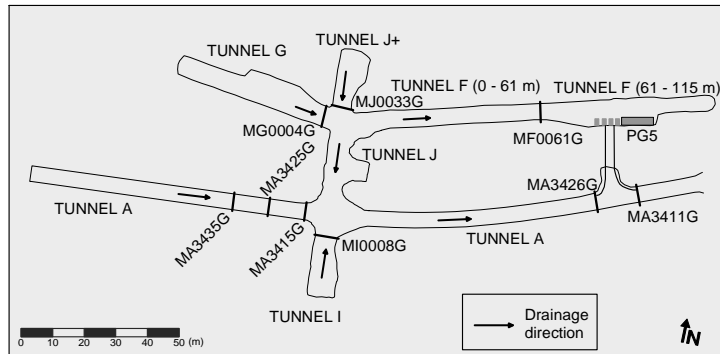 TUNNEL G
TUNNEL J+
TUNNEL F (0 - 61 m)
TUNNEL F (61 - 115 m)
MJ0033G
MG0004G
MF0061G
PG5
MA3425G
TUNNEL J
MA3426G
MA3411G
TUNNEL A
MA3435G
MA3415G
MI0008G
TUNNEL A
TUNNEL I
0 10 20 30 40 50 (m)
Drainage
direction
N